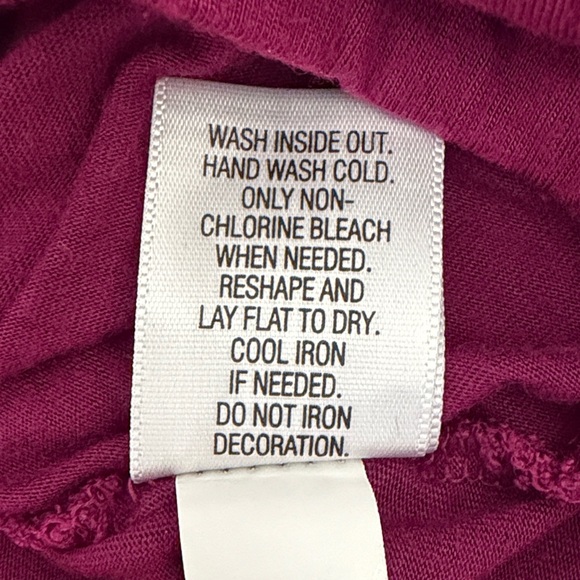 WASH INSIDE OUT.
HAND WASH COLD.
ONLY NON-
CHLORINE BLEACH
WHEN NEEDED.
RESHAPE AND
LAY FLAT TO DRY.
COOL IRON
IF NEEDED.
DO NOT IRON
DECORATION.